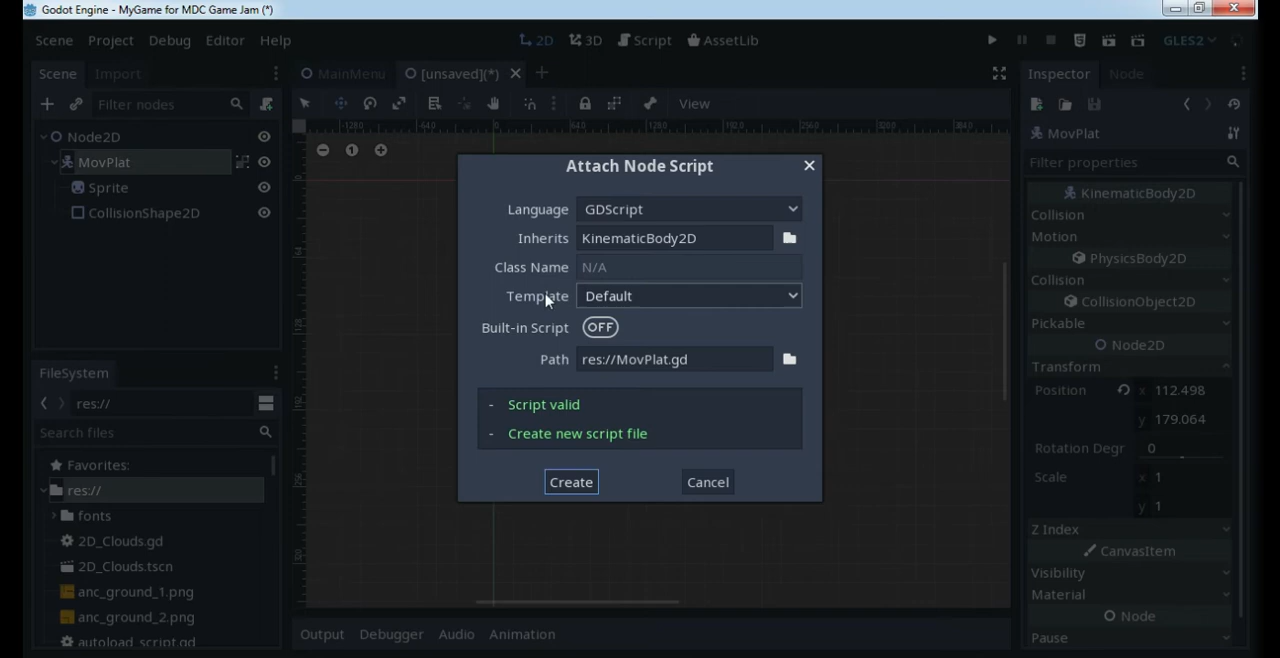 Godot Engine - MyGame for MDC Game Jam (*)
Scene Project Debug Editor Help 2D 3D Script AssetLib GLES2
Scene Import MainMenu [unsaved](*) Inspector Node
Filter nodes View
Node2D
MovPlat
Sprite
CollisionShape2D
FileSystem
res://
Search files
Favorites:
res://
fonts
2D_Clouds.gd
2D_Clouds.tscn
anc_ground_1.png
anc_ground_2.png
autoload_script.gd
Attach Node Script
Language GDScript
Inherits KinematicBody2D
Class Name N/A
Template Default
Built-in Script OFF
Path res://MovPlat.gd
- Script valid
- Create new script file
Create Cancel
Output Debugger Audio Animation
MovPlat
Filter properties
KinematicBody2D
Collision
Motion
PhysicsBody2D
Collision
CollisionObject2D
Pickable
Node2D
Transform
Position x 112.498
y 179.064
Rotation Degr 0
Scale x 1
y 1
Z Index
CanvasItem
Visibility
Material
Node
Pause